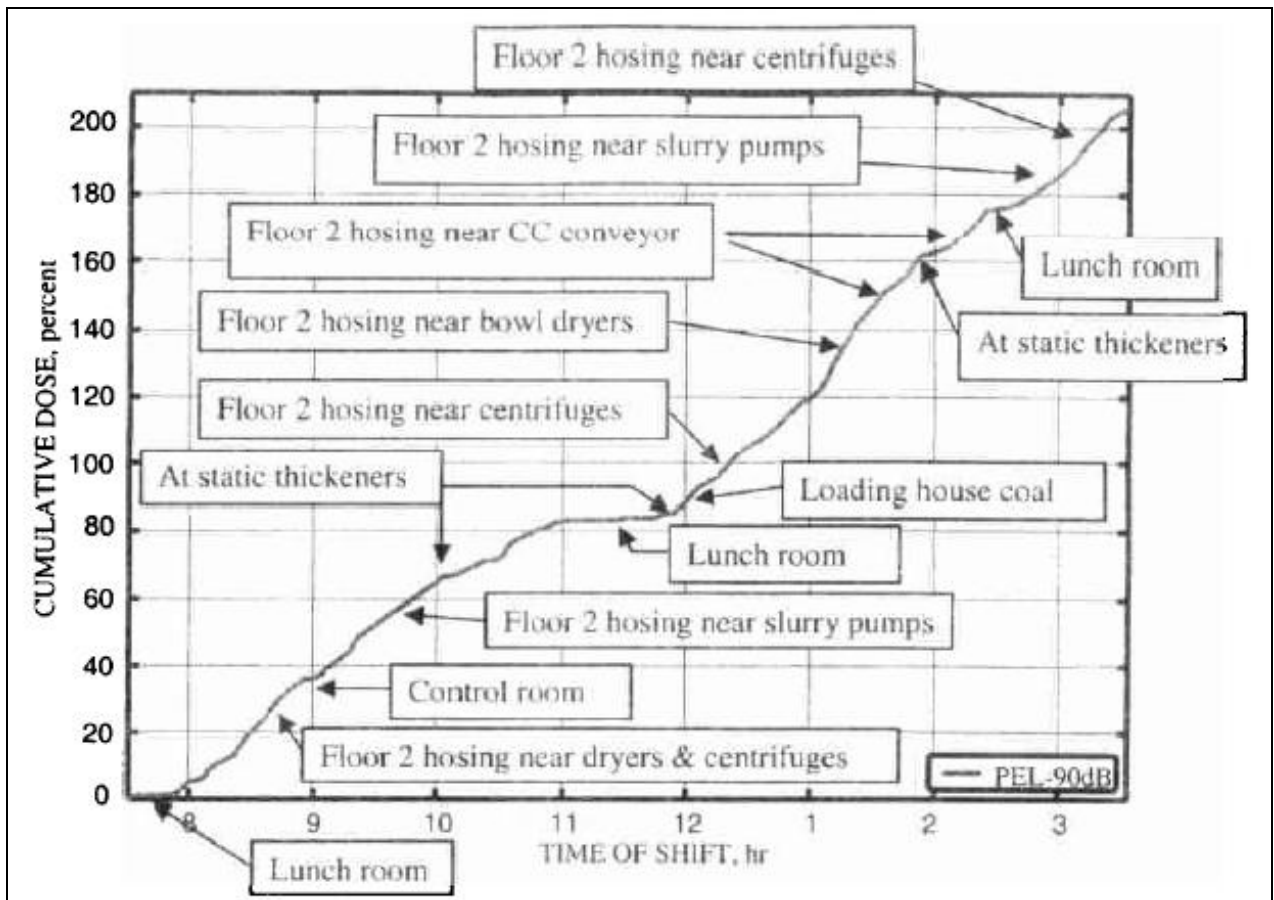 Floor 2 hosing near centrifuges
Floor 2 hosing near slurry pumps
Floor 2 hosing near CC conveyor
Lunch room
Floor 2 hosing near bowl dryers
At static thickeners
Floor 2 hosing near centrifuges
At static thickeners
Loading house coal
Lunch room
Floor 2 hosing near slurry pumps
Control room
Floor 2 hosing near dryers & centrifuges
PEL-90dB
Lunch room
CUMULATIVE DOSE, percent
200
180
160
140
120
100
80
60
40
20
0
8
9
10
11
12
1
2
3
TIME OF SHIFT, hr